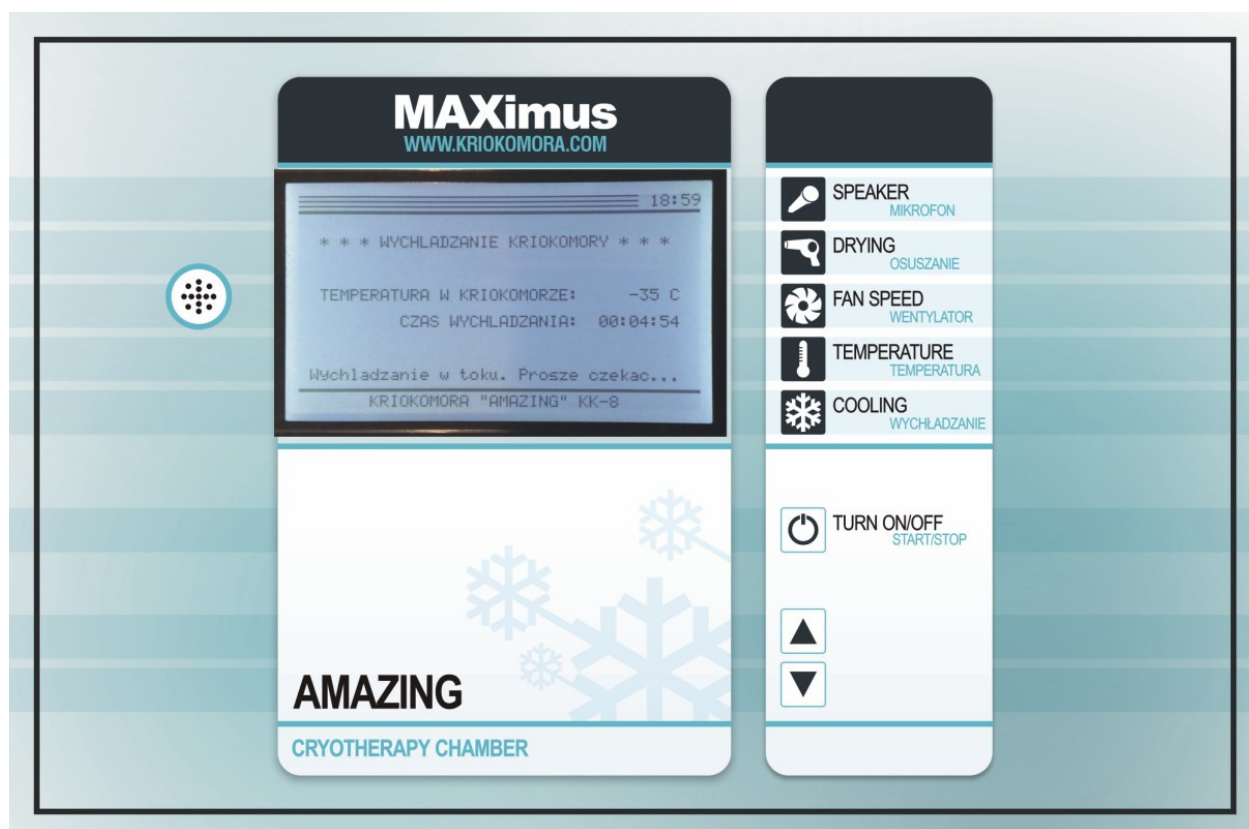 MAXimus
WWW.KRIOKOMORA.COM
18:59
* * * WYCHLADZANIE KRIOKOMORY * * *
TEMPERATURA W KRIOKOMORZE: -35 C
CZAS WYCHLADZANIA: 00:04:54
Wychladzanie w toku. Prosze czekac...
KRIOKOMORA "AMAZING" KK-8
AMAZING
CRYOTHERAPY CHAMBER
SPEAKER
MIKROFON
DRYING
OSUSZANIE
FAN SPEED
WENTYLATOR
TEMPERATURE
TEMPERATURA
COOLING
WYCHŁADZANIE
TURN ON/OFF
START/STOP